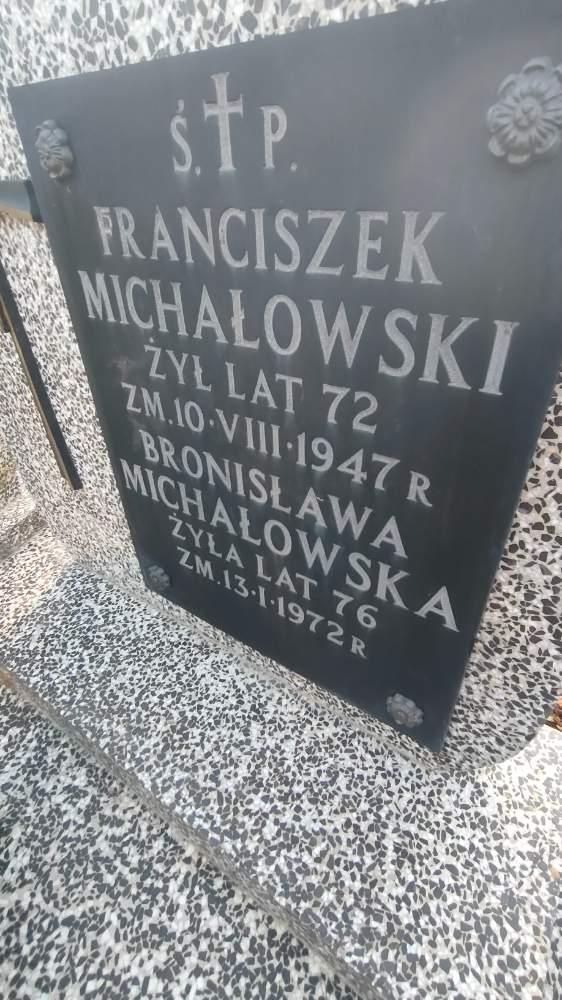 Ś. † P.
FRANCISZEK
MICHAŁOWSKI
ŻYŁ LAT 72
ZM. 10·VIII·1947 R
BRONISŁAWA
MICHAŁOWSKA
ŻYŁA LAT 76
ZM. 13·I·1972 R